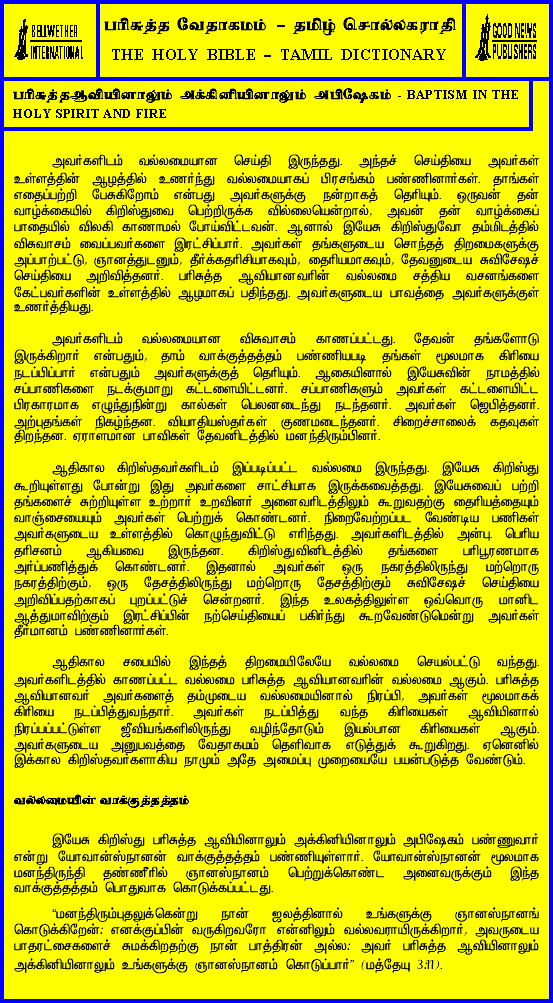 BELLWETHER
INTERNATIONAL
பரிசுத்த வேதாகமம் – தமிழ் சொல்லகராதி
THE HOLY BIBLE – TAMIL DICTIONARY
GOOD NEWS
PUBLISHERS
பரிசுத்தஆவியினாலும் அக்கினியினாலும் அபிஷேகம் - BAPTISM IN THE
HOLY SPIRIT AND FIRE
அவர்களிடம் வல்லமையான செய்தி இருந்தது. அந்தச் செய்தியை அவர்கள்
உள்ளத்தின் ஆழத்தில் உணர்ந்து வல்லமையாகப் பிரசங்கம் பண்ணினார்கள். தாங்கள்
எதைப்பற்றி பேசுகிறோம் என்பது அவர்களுக்கு நன்றாகத் தெரியும். ஒருவன் தன்
வாழ்க்கையில் கிறிஸ்துவை பெற்றிருக்க வில்லையென்றால், அவன் தன் வாழ்க்கைப்
பாதையில் விலகி காணாமல் போய்விட்டவன். ஆனால் இயேசு கிறிஸ்துவோ தம்மிடத்தில்
விசுவாசம் வைப்பவர்களை இரட்சிப்பார். அவர்கள் தங்களுடைய சொந்தத் திறமைகளுக்கு
அப்பாற்பட்டு, ஞானத்துடனும், தீர்க்கதரிசியாகவும், தைரியமாகவும், தேவனுடைய சுவிசேஷச்
செய்தியை அறிவித்தனர். பரிசுத்த ஆவியானவரின் வல்லமை சத்திய வசனங்களை
கேட்பவர்களின் உள்ளத்தில் ஆழமாகப் பதிந்தது. அவர்களுடைய பாவத்தை அவர்களுக்குள்
உணர்த்தியது.
அவர்களிடம் வல்லமையான விசுவாசம் காணப்பட்டது. தேவன் தங்களோடு
இருக்கிறார் என்பதும், தாம் வாக்குத்தத்தம் பண்ணியபடி தங்கள் மூலமாக கிரியை
நடப்பிப்பார் என்பதும் அவர்களுக்குத் தெரியும். ஆகையினால் இயேசுவின் நாமத்தில்
சப்பாணிகளை நடக்குமாறு கட்டளையிட்டனர். சப்பாணிகளும் அவர்கள் கட்டளையிட்ட
பிரகாரமாக எழுந்துநின்று கால்கள் பெலனடைந்து நடந்தனர். அவர்கள் ஜெபித்தனர்.
அற்புதங்கள் நிகழ்ந்தன. வியாதியஸ்தர்கள் குணமடைந்தனர். சிறைச்சாலைக் கதவுகள்
திறந்தன. ஏராளமான பாவிகள் தேவனிடத்தில் மனந்திரும்பினர்.
ஆதிகால கிறிஸ்தவர்களிடம் இப்படிப்பட்ட வல்லமை இருந்தது. இயேசு கிறிஸ்து
கூறியுள்ளது போன்று இது அவர்களை சாட்சியாக இருக்கவைத்தது. இயேசுவைப் பற்றி
தங்களைச் சுற்றியுள்ள உற்றார் உறவினர் அனைவரிடத்திலும் கூறுவதற்கு தைரியத்தையும்
வாஞ்சையையும் அவர்கள் பெற்றுக் கொண்டனர். நிறைவேற்றப்பட வேண்டிய பணிகள்
அவர்களுடைய உள்ளத்தில் கொழுந்துவிட்டு எரிந்தது. அவர்களிடத்தில் அன்பு, பெரிய
தரிசனம் ஆகியவை இருந்தன. கிறிஸ்துவினிடத்தில் தங்களை பரிபூரணமாக
அர்ப்பணித்துக் கொண்டனர். இதனால் அவர்கள் ஒரு நகரத்திலிருந்து மற்றொரு
நகரத்திற்கும், ஒரு தேசத்திலிருந்து மற்றொரு தேசத்திற்கும் சுவிசேஷச் செய்தியை
அறிவிப்பதற்காகப் புறப்பட்டுச் சென்றனர். இந்த உலகத்திலுள்ள ஒவ்வொரு மானிட
ஆத்துமாவிற்கும் இரட்சிப்பின் நற்செய்தியைப் பகிர்ந்து கூறவேண்டுமென்று அவர்கள்
தீர்மானம் பண்ணினார்கள்.
ஆதிகால சபையில் இந்தத் திறமையிலேயே வல்லமை செயல்பட்டு வந்தது.
அவர்களிடத்தில் காணப்பட்ட வல்லமை பரிசுத்த ஆவியானவரின் வல்லமை ஆகும். பரிசுத்த
ஆவியானவர் அவர்களைத் தம்முடைய வல்லமையினால் நிரப்பி, அவர்கள் மூலமாகக்
கிரியை நடப்பித்துவந்தார். அவர்கள் நடப்பித்து வந்த கிரியைகள் ஆவியினால்
நிரப்பப்பட்டுள்ள ஜீவியங்களிலிருந்து வழிந்தோடும் இயல்பான கிரியைகள் ஆகும்.
அவர்களுடைய அனுபவத்தை வேதாகமம் தெளிவாக எடுத்துக் கூறுகிறது. ஏனெனில்
இக்கால கிறிஸ்தவர்களாகிய நாமும் அதே அமைப்பு முறையையே பயன்படுத்த வேண்டும்.
வல்லமையின் வாக்குத்தத்தம்
இயேசு கிறிஸ்து பரிசுத்த ஆவியினாலும் அக்கினியினாலும் அபிஷேகம் பண்ணுவார்
என்று யோவான்ஸ்நானன் வாக்குத்தத்தம் பண்ணியுள்ளார். யோவான்ஸ்நானன் மூலமாக
மனந்திருந்தி தண்ணீரில் ஞானஸ்நானம் பெற்றுக்கொண்ட அனைவருக்கும் இந்த
வாக்குத்தத்தம் பொதுவாக கொடுக்கப்பட்டது.
"மனந்திரும்புதலுக்கென்று நான் ஜலத்தினால் உங்களுக்கு ஞானஸ்நானங்
கொடுக்கிறேன்; எனக்குப்பின் வருகிறவரோ என்னிலும் வல்லவராயிருக்கிறார், அவருடைய
பாதரட்சைகளைச் சுமக்கிறதற்கு நான் பாத்திரன் அல்ல; அவர் பரிசுத்த ஆவியினாலும்
அக்கினியினாலும் உங்களுக்கு ஞானஸ்நானம் கொடுப்பார்" (மத்தேயு 3:11).